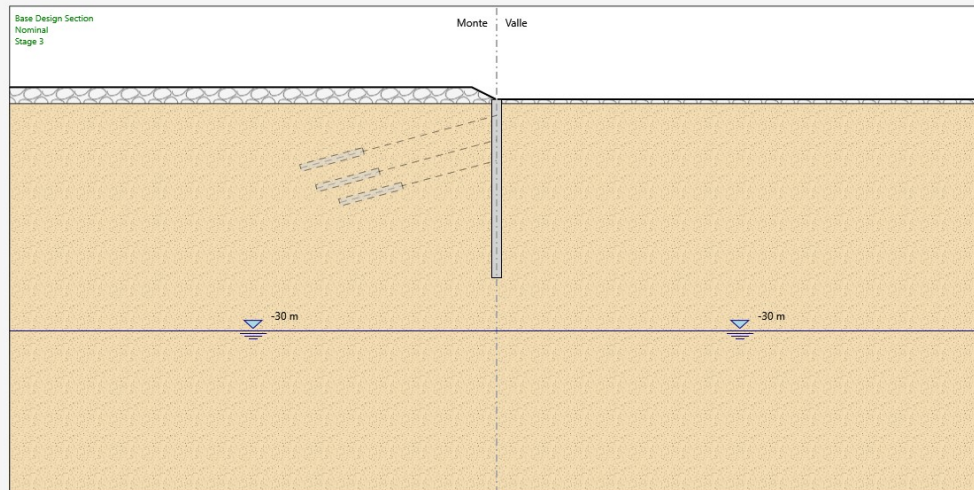 Base Design Section
Nominal
Stage 3
Monte
Valle
-30 m
-30 m